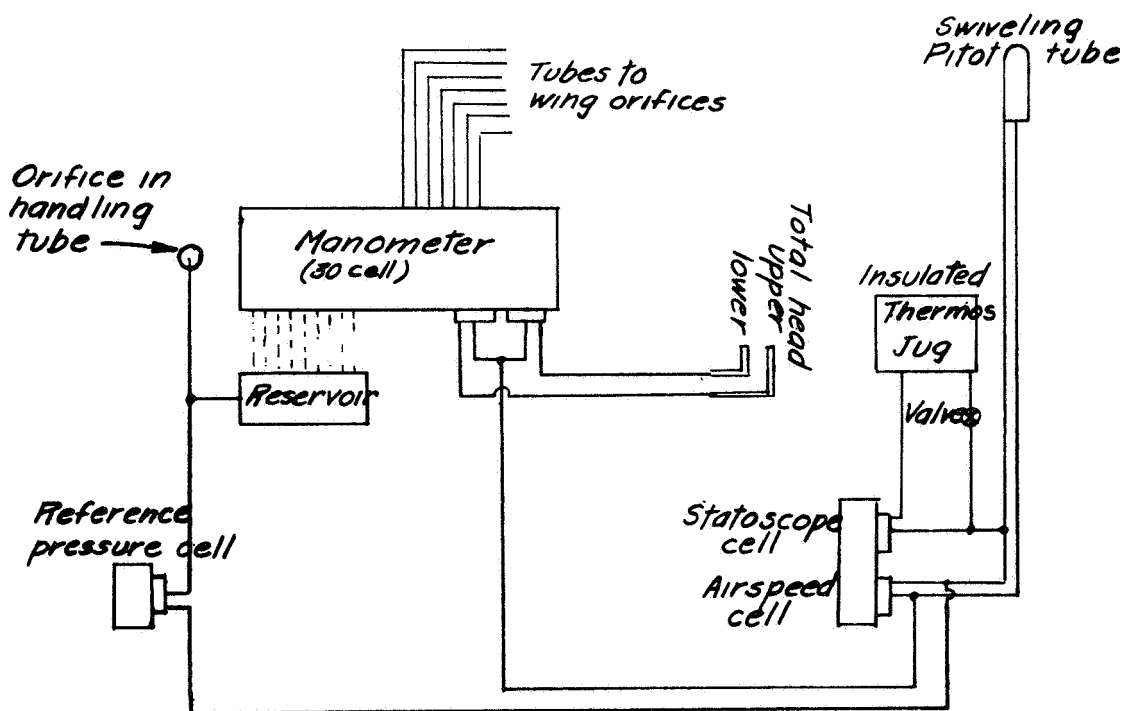 Swiveling
Pitot tube
Tubes to
wing orifices
Orifice in
handling
tube
Manometer
(30 cell)
Total head
upper
lower
Insulated
Thermos
Jug
Reservoir
Valve
Reference
pressure cell
Statoscope
cell
Airspeed
cell